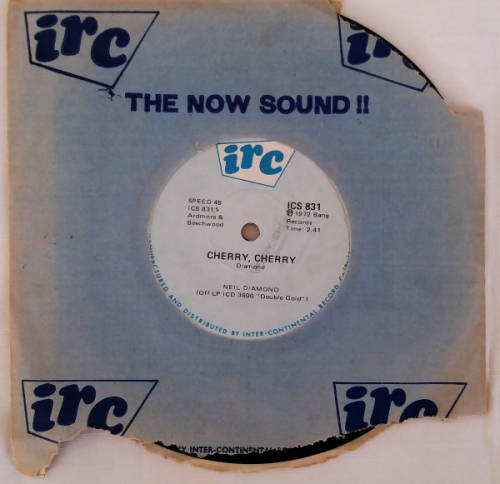 irc
irc
THE NOW SOUND !!
irc
SPEED 45
ICS 831
Ardmore &
Beechwood
ICS 831
℗ 1972 Bang
Records
Time: 2.41
CHERRY, CHERRY
Diamond
NEIL DIAMOND
(Off LP ICD 3600 "Double Gold")
MANUFACTURED AND DISTRIBUTED BY INTER-CONTINENTAL RECORD
irc
irc
BY INTER-CONTINENTAL